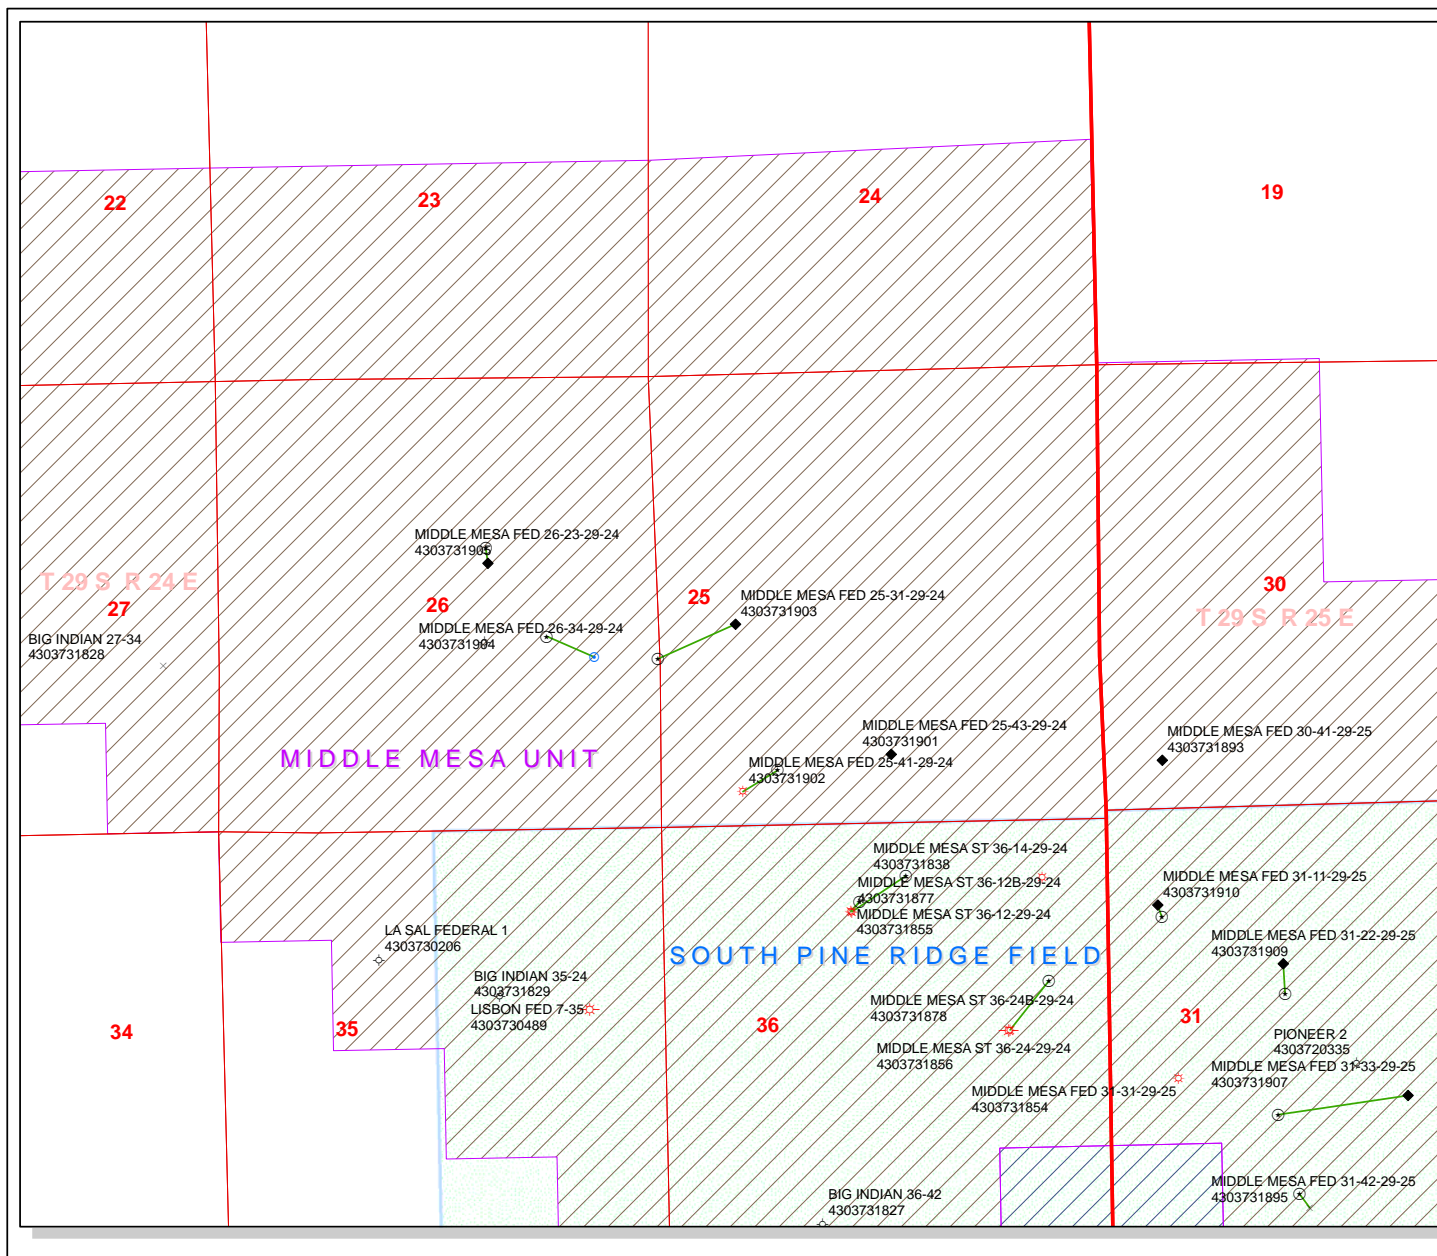 22
23
24
19
MIDDLE MESA FED 26-23-29-24
4303731905
T 29 S R 24 E
27
26
25
30
MIDDLE MESA FED 25-31-29-24
4303731903
T 29 S R 25 E
MIDDLE MESA FED 26-34-29-24
4303731904
BIG INDIAN 27-34
4303731828
MIDDLE MESA FED 25-43-29-24
4303731901
MIDDLE MESA FED 30-41-29-25
4303731893
MIDDLE MESA UNIT
MIDDLE MESA FED 25-41-29-24
4303731902
MIDDLE MESA ST 36-14-29-24
4303731838
MIDDLE MESA ST 36-12B-29-24
4303731877
MIDDLE MESA FED 31-11-29-25
4303731910
MIDDLE MESA ST 36-12-29-24
4303731855
LA SAL FEDERAL 1
4303730206
MIDDLE MESA FED 31-22-29-25
4303731909
SOUTH PINE RIDGE FIELD
BIG INDIAN 35-24
4303731829
LISBON FED 7-35
4303730489
MIDDLE MESA ST 36-24B-29-24
4303731878
34
35
36
31
PIONEER 2
4303720335
MIDDLE MESA ST 36-24-29-24
4303731856
MIDDLE MESA FED 31-33-29-25
4303731907
MIDDLE MESA FED 31-31-29-25
4303731854
BIG INDIAN 36-42
4303731827
MIDDLE MESA FED 31-42-29-25
4303731895